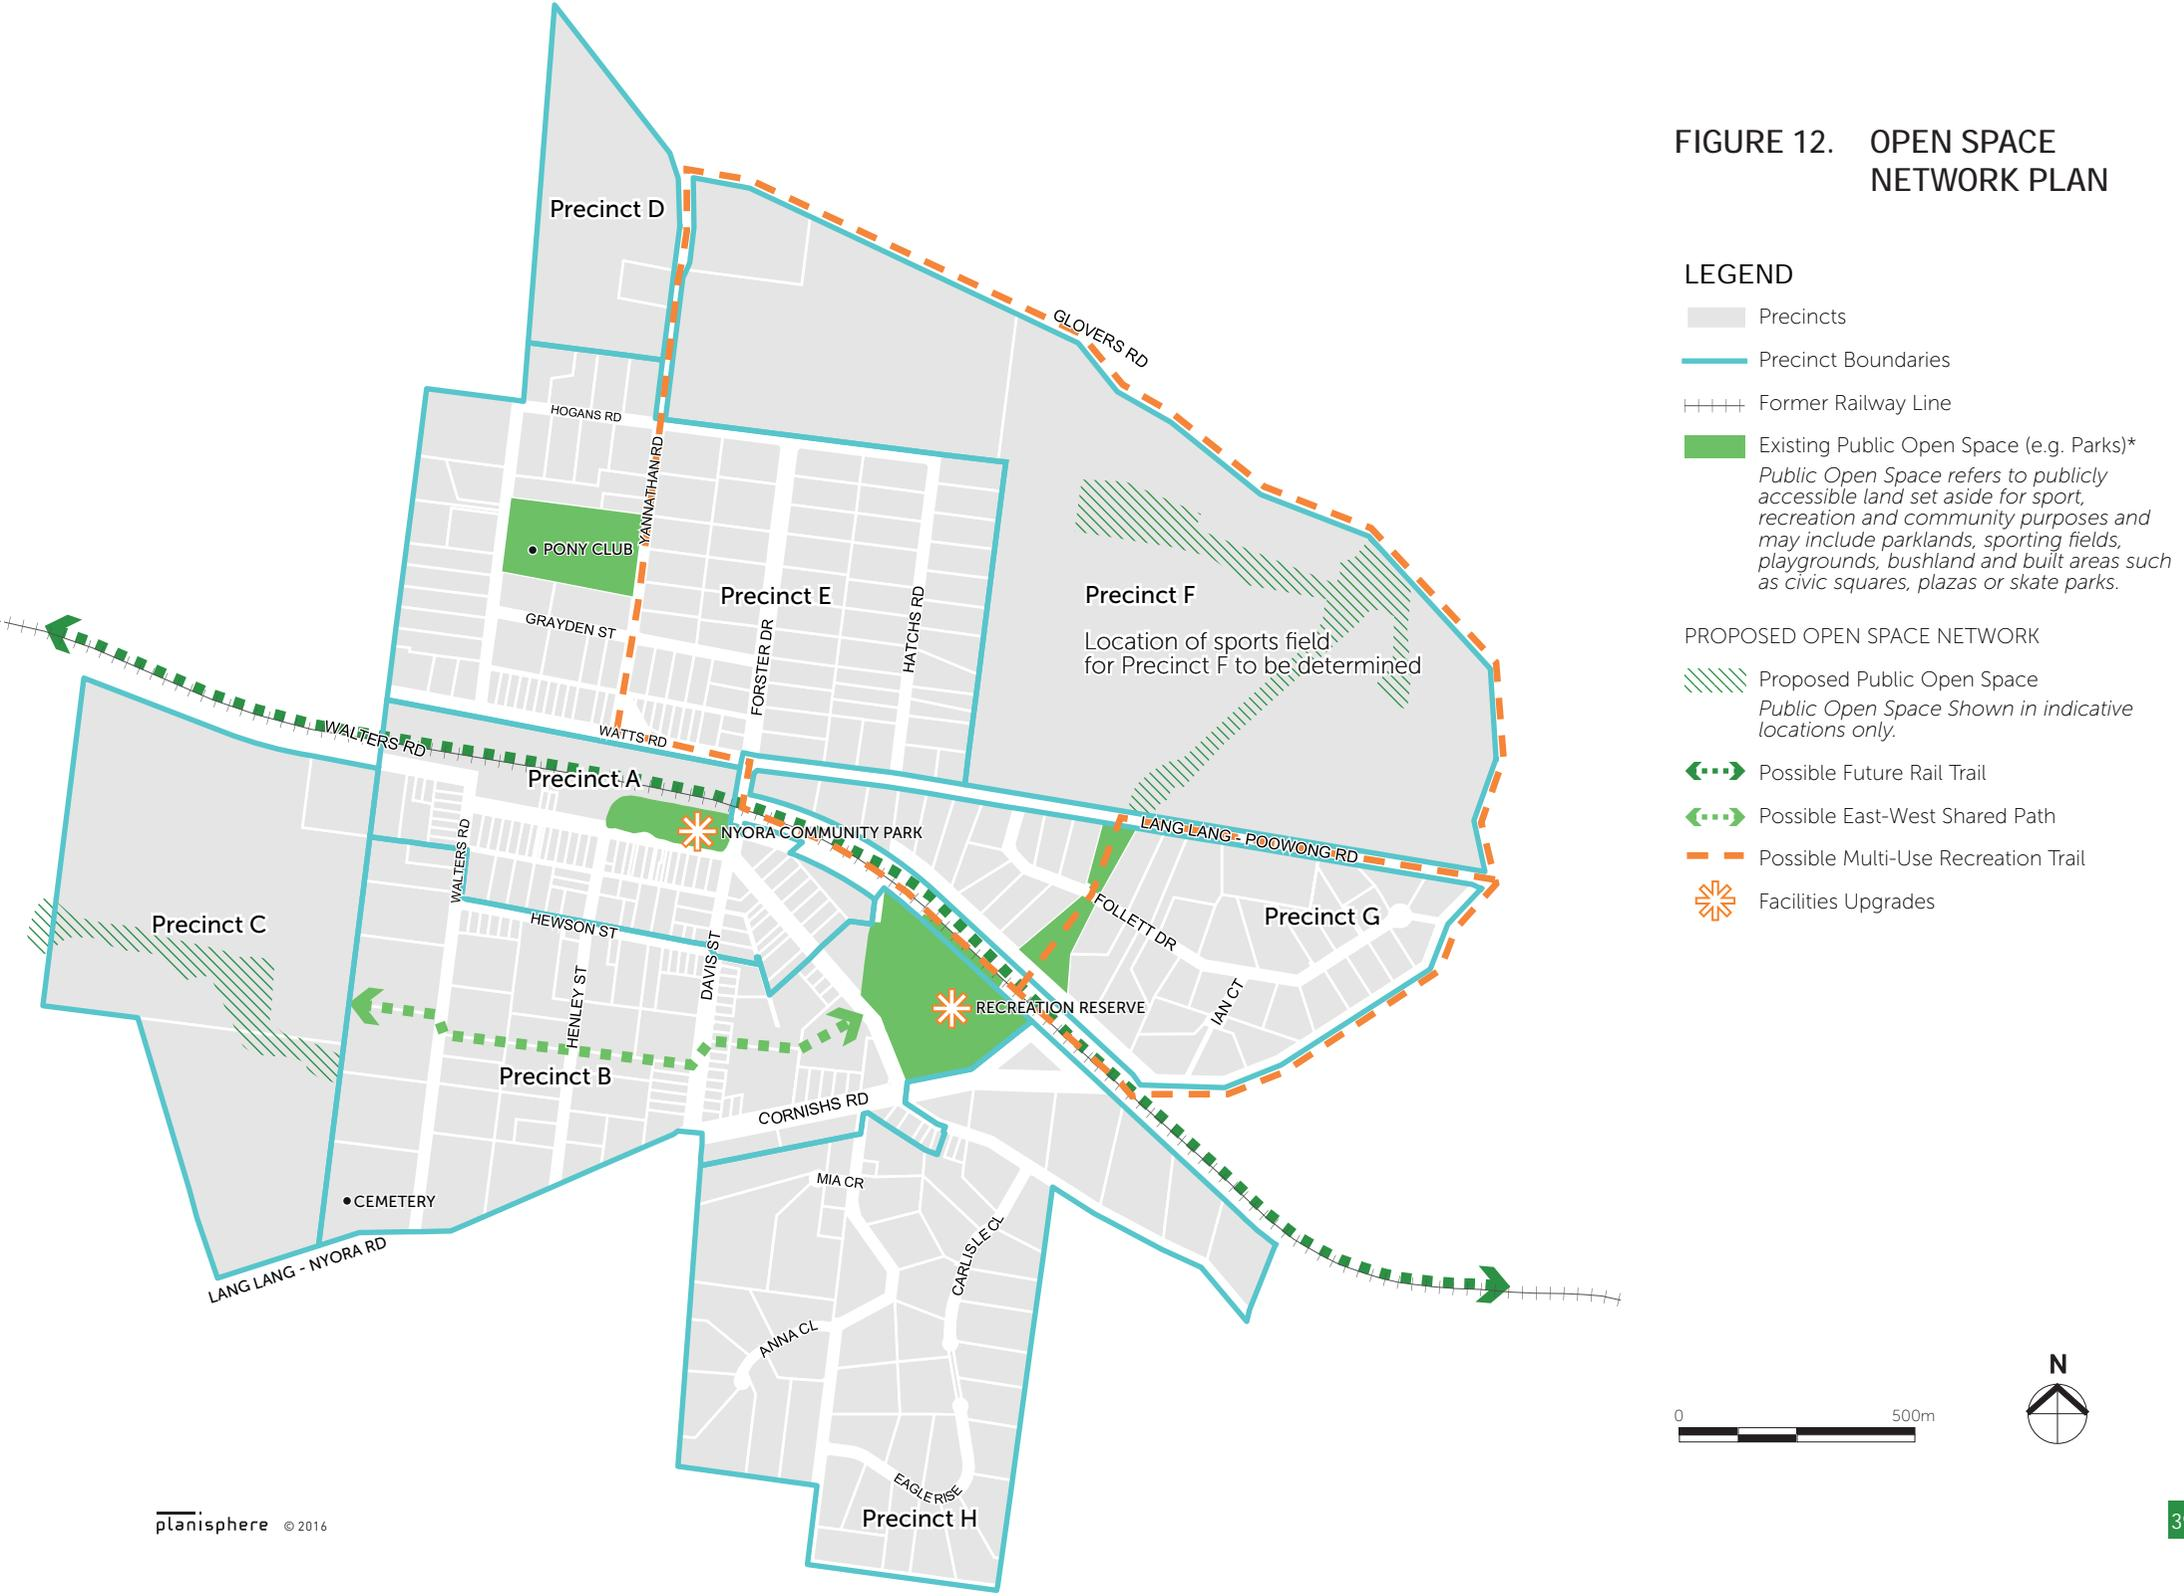 FIGURE 12. OPEN SPACE
NETWORK PLAN
LEGEND
Precincts
Precinct Boundaries
Former Railway Line
Existing Public Open Space (e.g. Parks)*
Public Open Space refers to publicly
accessible land set aside for sport,
recreation and community purposes and
may include parklands, sporting fields,
playgrounds, bushland and built areas such
as civic squares, plazas or skate parks.
PROPOSED OPEN SPACE NETWORK
Proposed Public Open Space
Public Open Space Shown in indicative
locations only.
Possible Future Rail Trail
Possible East-West Shared Path
Possible Multi-Use Recreation Trail
Facilities Upgrades
Precinct D
GLOVERS RD
HOGANS RD
YANNATHAN RD
PONY CLUB
Precinct E
Precinct F
Location of sports field
for Precinct F to be determined
GRAYDEN ST
FORSTER DR
HATCHS RD
WALTERS RD
WATTS RD
Precinct A
NYORA COMMUNITY PARK
LANG LANG - POOWONG RD
WALTERS RD
Precinct C
HEWSON ST
DAVIS ST
HENLEY ST
FOLLETT DR
Precinct G
IAN CT
RECREATION RESERVE
Precinct B
CORNISHS RD
MIA CR
CEMETERY
LANG LANG - NYORA RD
CARLISLE CL
ANNA CL
EAGLE RISE
Precinct H
N
0 500m
planisphere © 2016
3